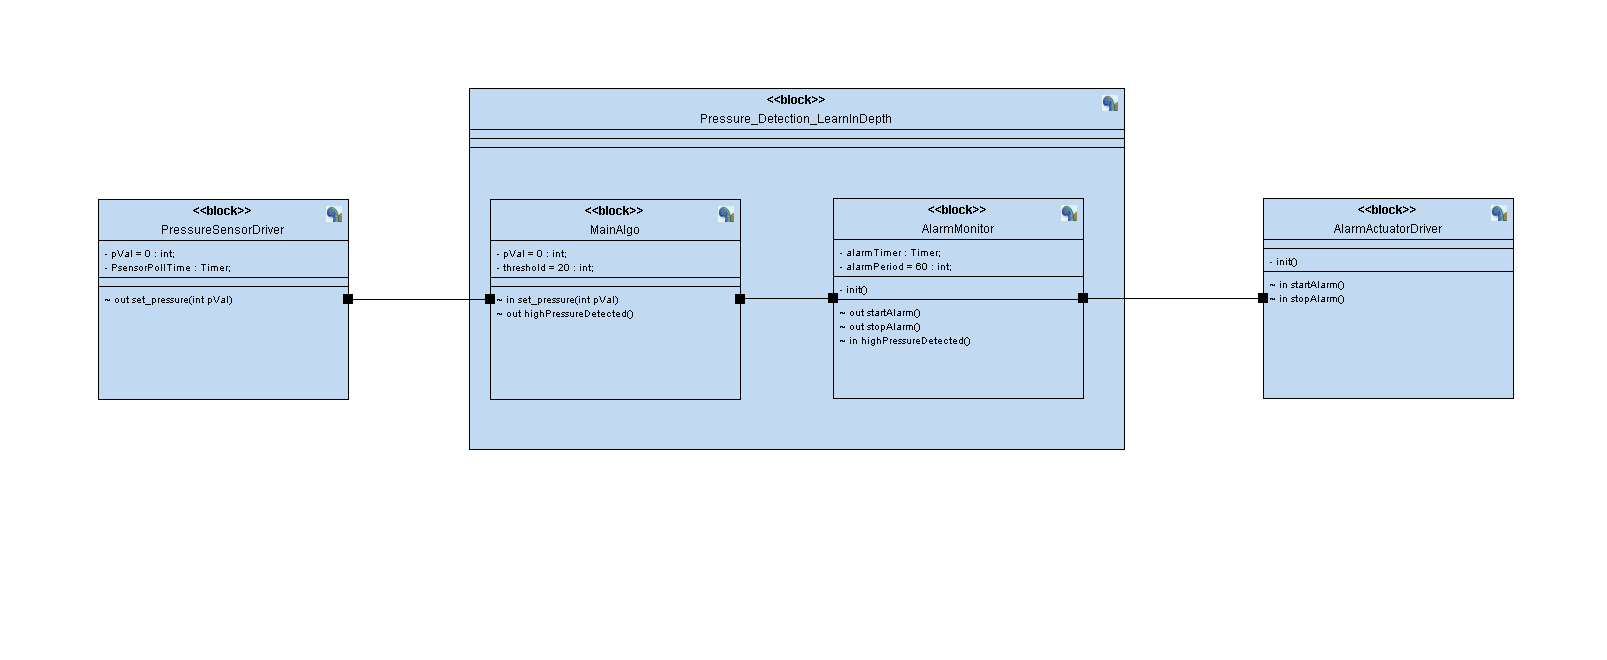 <<block>>
Pressure_Detection_LearnInDepth
<<block>>
PressureSensorDriver
- pVal = 0 : int;
- PsensorPollTime : Timer;
~ out set_pressure(int pVal)
<<block>>
MainAlgo
- pVal = 0 : int;
- threshold = 20 : int;
~ in set_pressure(int pVal)
~ out highPressureDetected()
<<block>>
AlarmMonitor
- alarmTimer : Timer;
- alarmPeriod = 60 : int;
- init()
~ out startAlarm()
~ out stopAlarm()
~ in highPressureDetected()
<<block>>
AlarmActuatorDriver
- init()
~ in startAlarm()
~ in stopAlarm()